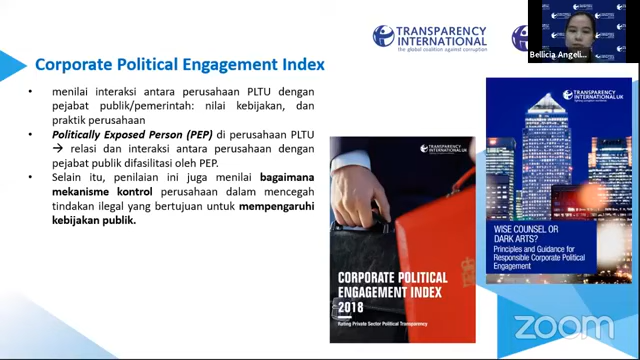 TRANSPARENCY
INTERNATIONAL
the global coalition against corruption
Bellicia Angeli...
Corporate Political Engagement Index
• menilai interaksi antara perusahaan PLTU dengan
pejabat publik/pemerintah: nilai kebijakan, dan
praktik perusahaan
• Politically Exposed Person (PEP) di perusahaan PLTU
→ relasi dan interaksi antara perusahaan dengan
pejabat publik difasilitasi oleh PEP.
• Selain itu, penilaian ini juga menilai bagaimana
mekanisme kontrol perusahaan dalam mencegah
tindakan ilegal yang bertujuan untuk mempengaruhi
kebijakan publik.
TRANSPARENCY
INTERNATIONAL UK
CORPORATE POLITICAL
ENGAGEMENT INDEX
2018
Rating Private Sector Political Transparency
TRANSPARENCY
INTERNATIONAL UK
WISE COUNSEL OR
DARK ARTS?
Principles and Guidance for
Responsible Corporate Political
Engagement
zoom